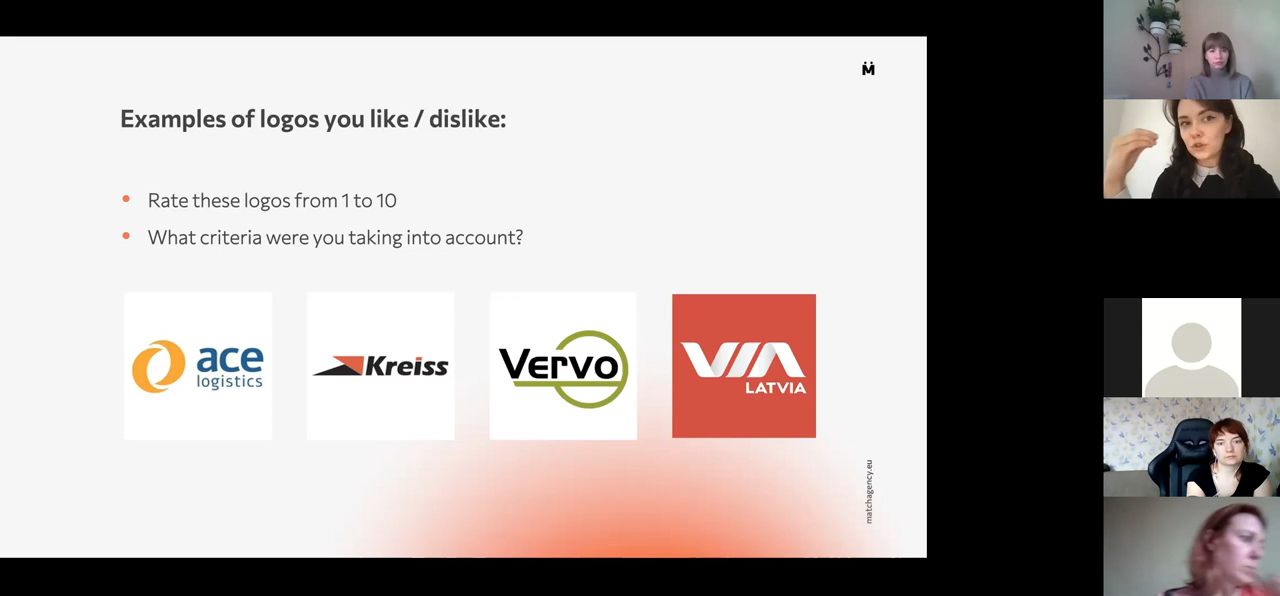 M̈
Examples of logos you like / dislike:
Rate these logos from 1 to 10
What criteria were you taking into account?
ace
logistics
Kreiss
Vervo
VIA
LATVIA
matchagency.eu